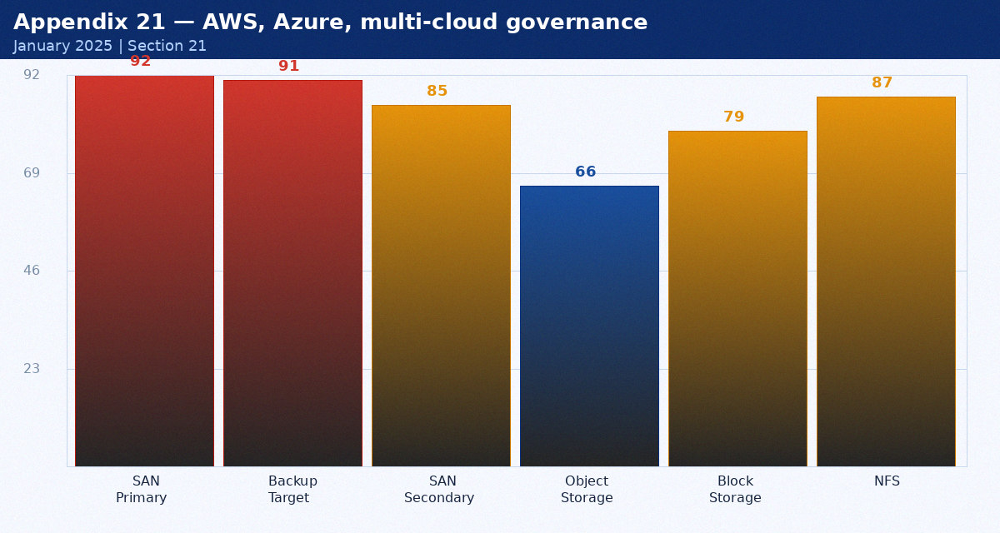 Appendix 21 — AWS, Azure, multi-cloud governance
January 2025 | Section 21
92
91
85
66
79
87
92
69
46
23
SAN
Primary
Backup
Target
SAN
Secondary
Object
Storage
Block
Storage
NFS